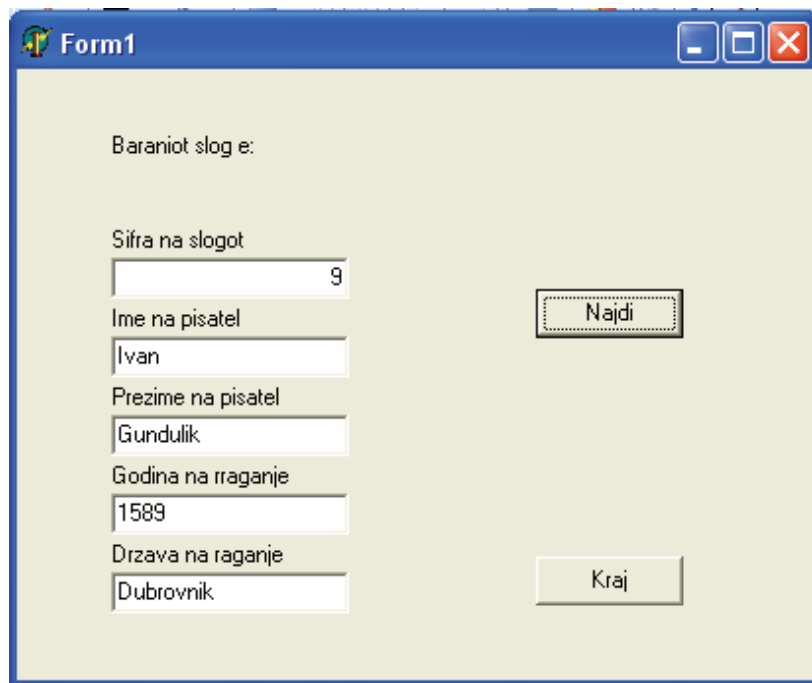 Form1
Baraniot slog e:
Sifra na slogot
9
Ime na pisatel
Ivan
Najdi
Prezime na pisatel
Gundulik
Godina na rraganje
1589
Drzava na raganje
Dubrovnik
Kraj